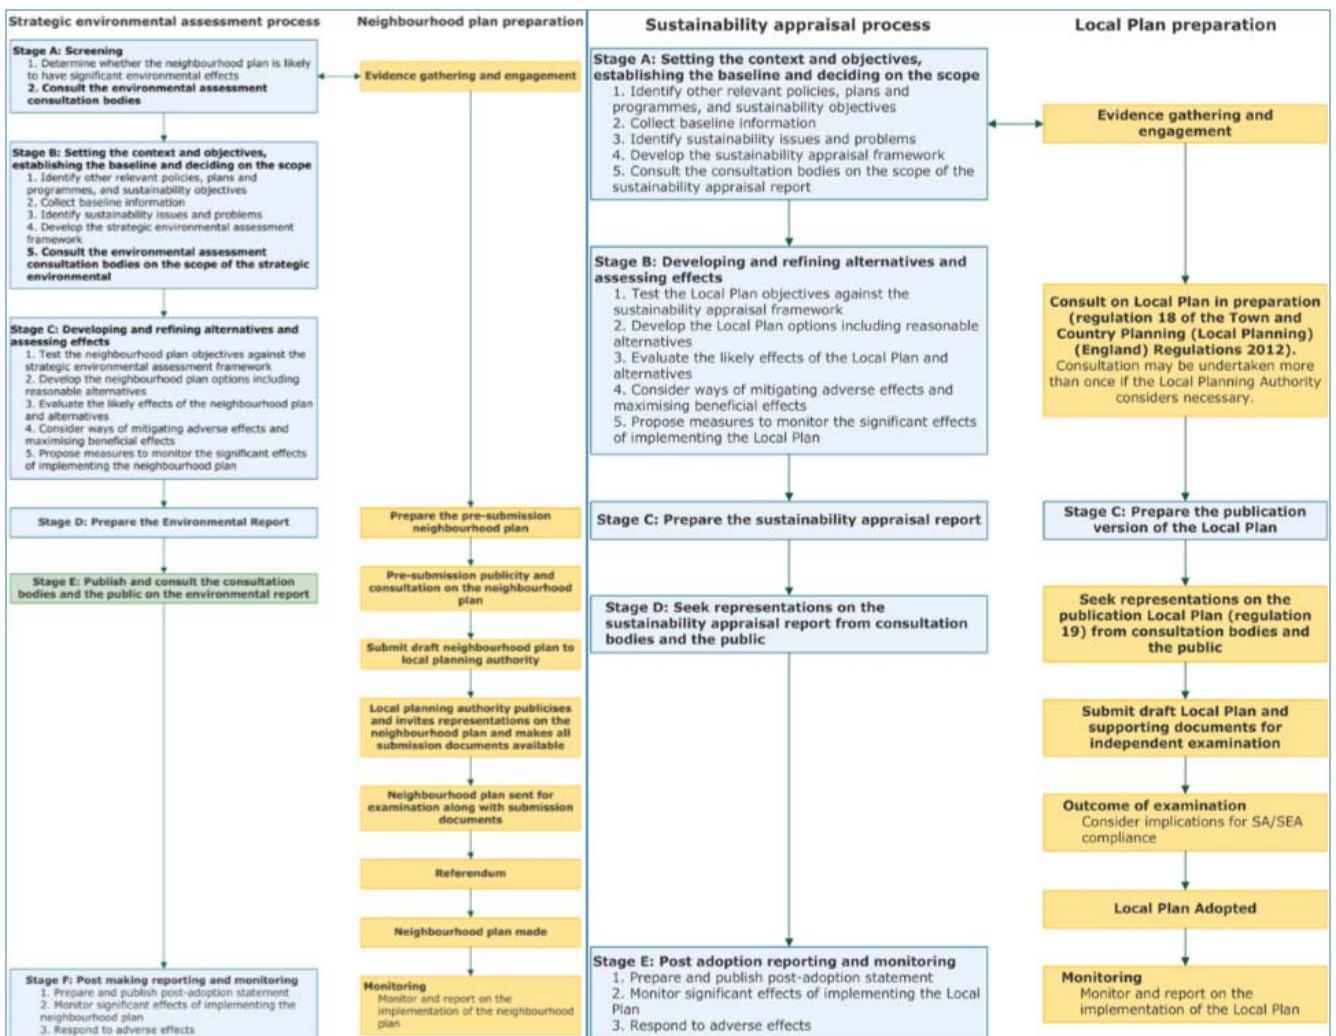 Strategic environmental assessment process
Stage A: Screening
1. Determine whether the neighbourhood plan is likely
to have significant environmental effects
2. Consult the environmental assessment
consultation bodies
Stage B: Setting the context and objectives,
establishing the baseline and deciding on the scope
1. Identify other relevant policies, plans and
programmes, and sustainability objectives
2. Collect baseline information
3. Identify sustainability issues and problems
4. Develop the strategic environmental assessment
framework
5. Consult the environmental assessment
consultation bodies on the scope of the strategic
environmental
Stage C: Developing and refining alternatives and
assessing effects
1. Test the neighbourhood plan objectives against the
strategic environmental assessment framework
2. Develop the neighbourhood plan options including
reasonable alternatives
3. Evaluate the likely effects of the neighbourhood plan
and alternatives
4. Consider ways of mitigating adverse effects and
maximising beneficial effects
5. Propose measures to monitor the significant effects
of implementing the neighbourhood plan
Stage D: Prepare the Environmental Report
Stage E: Publish and consult the consultation
bodies and the public on the environmental report
Stage F: Post making reporting and monitoring
1. Prepare and publish post-adoption statement
2. Monitor significant effects of implementing the
neighbourhood plan
3. Respond to adverse effects
Neighbourhood plan preparation
Evidence gathering and engagement
Prepare the pre-submission
neighbourhood plan
Pre-submission publicity and
consultation on the neighbourhood
plan
Submit draft neighbourhood plan to
local planning authority
Local planning authority publicises
and invites representations on the
neighbourhood plan and makes all
submission documents available
Neighbourhood plan sent for
examination along with submission
documents
Referendum
Neighbourhood plan made
Monitoring
Monitor and report on the
implementation of the neighbourhood
plan
Sustainability appraisal process
Stage A: Setting the context and objectives,
establishing the baseline and deciding on the scope
1. Identify other relevant policies, plans and
programmes, and sustainability objectives
2. Collect baseline information
3. Identify sustainability issues and problems
4. Develop the sustainability appraisal framework
5. Consult the consultation bodies on the scope of the
sustainability appraisal report
Stage B: Developing and refining alternatives and
assessing effects
1. Test the Local Plan objectives against the
sustainability appraisal framework
2. Develop the Local Plan options including reasonable
alternatives
3. Evaluate the likely effects of the Local Plan and
alternatives
4. Consider ways of mitigating adverse effects and
maximising beneficial effects
5. Propose measures to monitor the significant effects
of implementing the Local Plan
Stage C: Prepare the sustainability appraisal report
Stage D: Seek representations on the
sustainability appraisal report from consultation
bodies and the public
Stage E: Post adoption reporting and monitoring
1. Prepare and publish post-adoption statement
2. Monitor significant effects of implementing the Local
Plan
3. Respond to adverse effects
Local Plan preparation
Evidence gathering and
engagement
Consult on Local Plan in preparation
(regulation 18 of the Town and
Country Planning (Local Planning)
(England) Regulations 2012).
Consultation may be undertaken more
than once if the Local Planning Authority
considers necessary.
Stage C: Prepare the publication
version of the Local Plan
Seek representations on the
publication Local Plan (regulation
19) from consultation bodies and
the public
Submit draft Local Plan and
supporting documents for
independent examination
Outcome of examination
Consider implications for SA/SEA
compliance
Local Plan Adopted
Monitoring
Monitor and report on the
implementation of the Local Plan